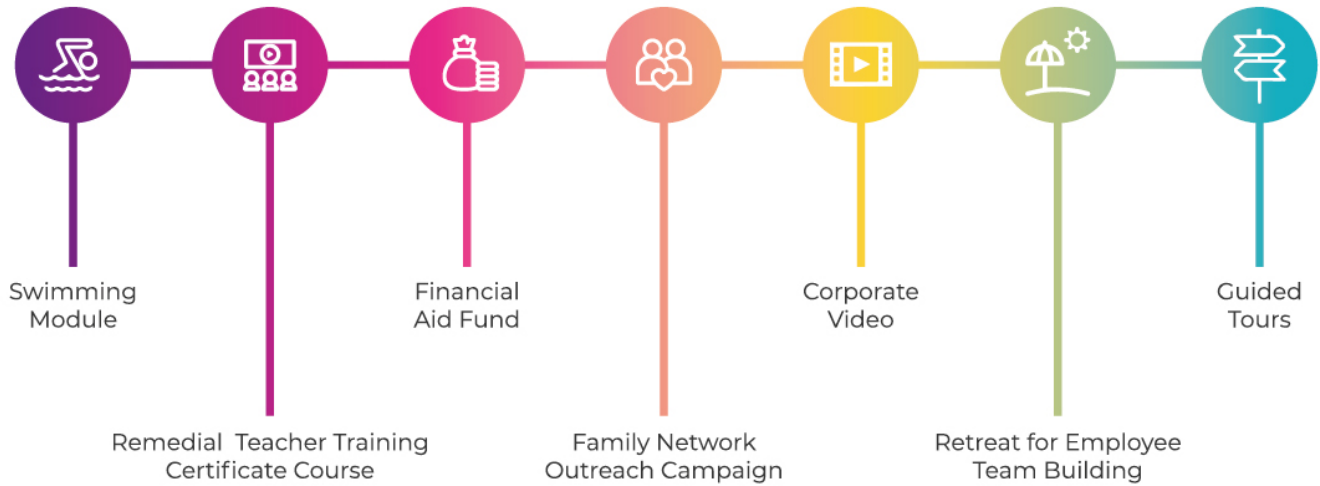 Swimming
Module
Remedial Teacher Training
Certificate Course
Financial
Aid Fund
Family Network
Outreach Campaign
Corporate
Video
Retreat for Employee
Team Building
Guided
Tours